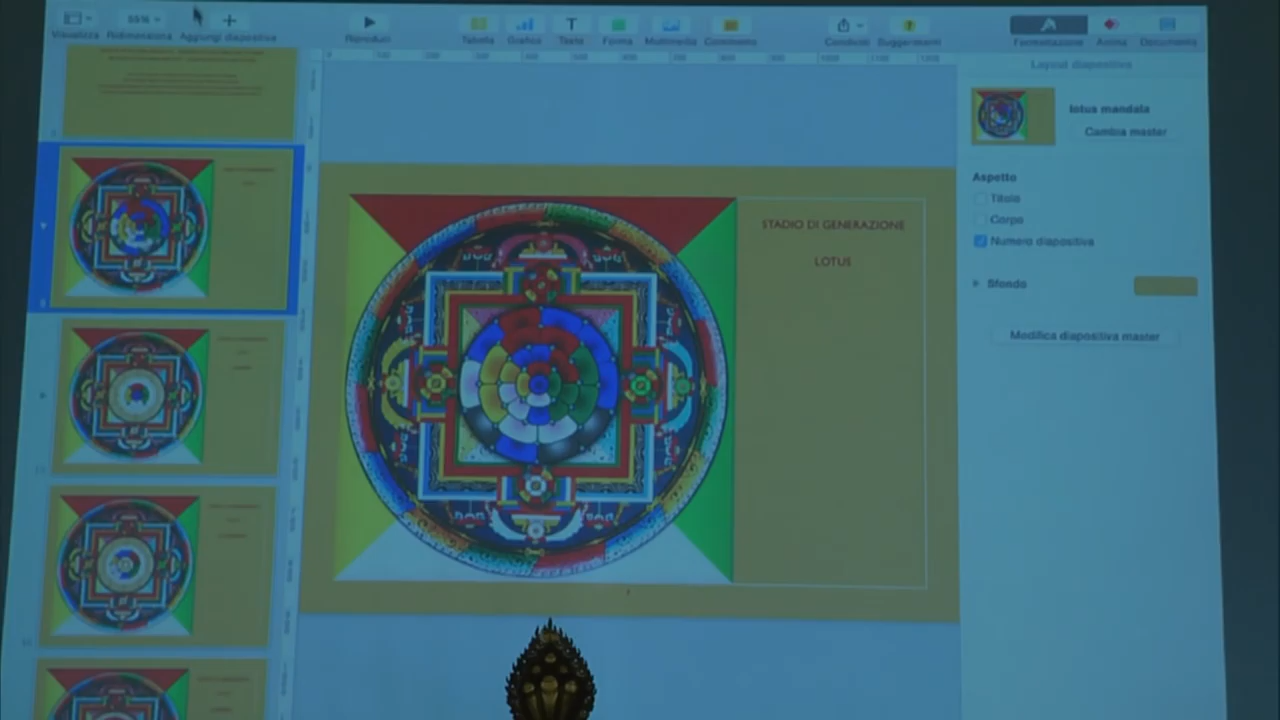 Visualizza
55%
Ridimensiona
Aggiungi diapositiva
Riproduci
Tabella
Grafico
Testo
Forma
Multimedia
Commento
Condividi
Suggerimenti
Formattazione
Anima
Documento
Layout diapositiva
lotus mandala
Cambia master
Aspetto
Titolo
Corpo
Numero diapositiva
Sfondo
Modifica diapositiva master
STADIO DI GENERAZIONE
LOTUS